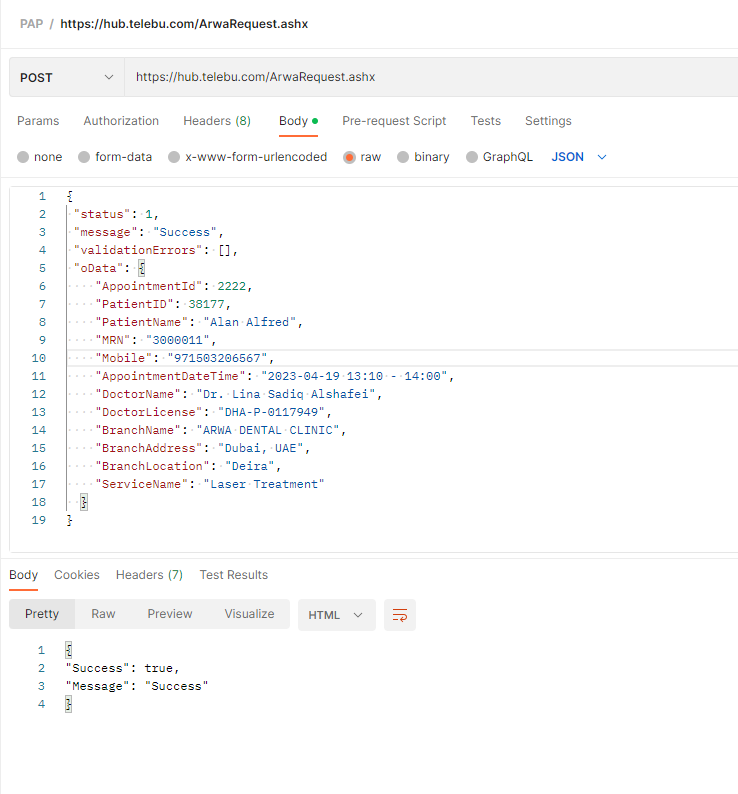 PAP / https://hub.telebu.com/ArwaRequest.ashx
POST https://hub.telebu.com/ArwaRequest.ashx
Params Authorization Headers (8) Body Pre-request Script Tests Settings
none form-data x-www-form-urlencoded raw binary GraphQL JSON
1 {
2 "status": 1,
3 "message": "Success",
4 "validationErrors": [],
5 "oData": {
6 "AppointmentId": 2222,
7 "PatientID": 38177,
8 "PatientName": "Alan Alfred",
9 "MRN": "3000011",
10 "Mobile": "971503206567",
11 "AppointmentDateTime": "2023-04-19 13:10 - 14:00",
12 "DoctorName": "Dr. Lina Sadiq Alshafei",
13 "DoctorLicense": "DHA-P-0117949",
14 "BranchName": "ARWA DENTAL CLINIC",
15 "BranchAddress": "Dubai, UAE",
16 "BranchLocation": "Deira",
17 "ServiceName": "Laser Treatment"
18 }
19 }
Body Cookies Headers (7) Test Results
Pretty Raw Preview Visualize HTML
1 {
2 "Success": true,
3 "Message": "Success"
4 }